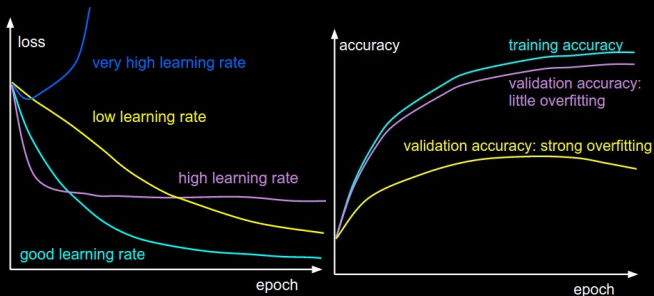 loss
very high learning rate
low learning rate
high learning rate
good learning rate
epoch
accuracy
training accuracy
validation accuracy:
little overfitting
validation accuracy: strong overfitting
epoch